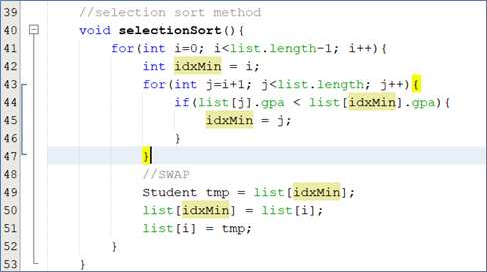 39 //selection sort method
40 void selectionSort(){
41 for(int i=0; i<list.length-1; i++){
42 int idxMin = i;
43 for(int j=i+1; j<list.length; j++){
44 if(list[j].gpa < list[idxMin].gpa){
45 idxMin = j;
46 }
47 }
48 //SWAP
49 Student tmp = list[idxMin];
50 list[idxMin] = list[i];
51 list[i] = tmp;
52 }
53 }